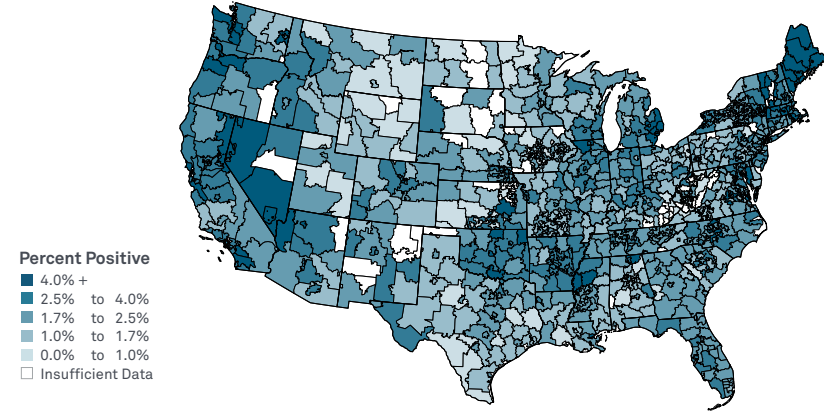 Percent Positive
4.0% +
2.5% to 4.0%
1.7% to 2.5%
1.0% to 1.7%
0.0% to 1.0%
Insufficient Data